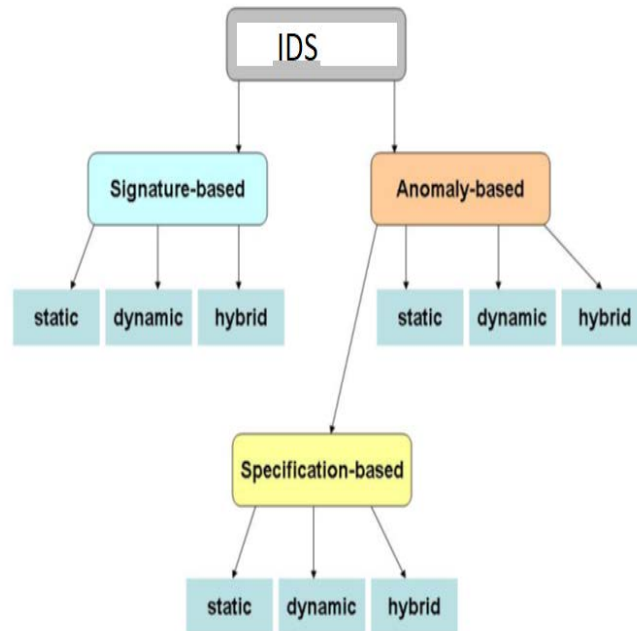 IDS
Signature-based
Anomaly-based
static dynamic hybrid
static dynamic hybrid
Specification-based
static dynamic hybrid